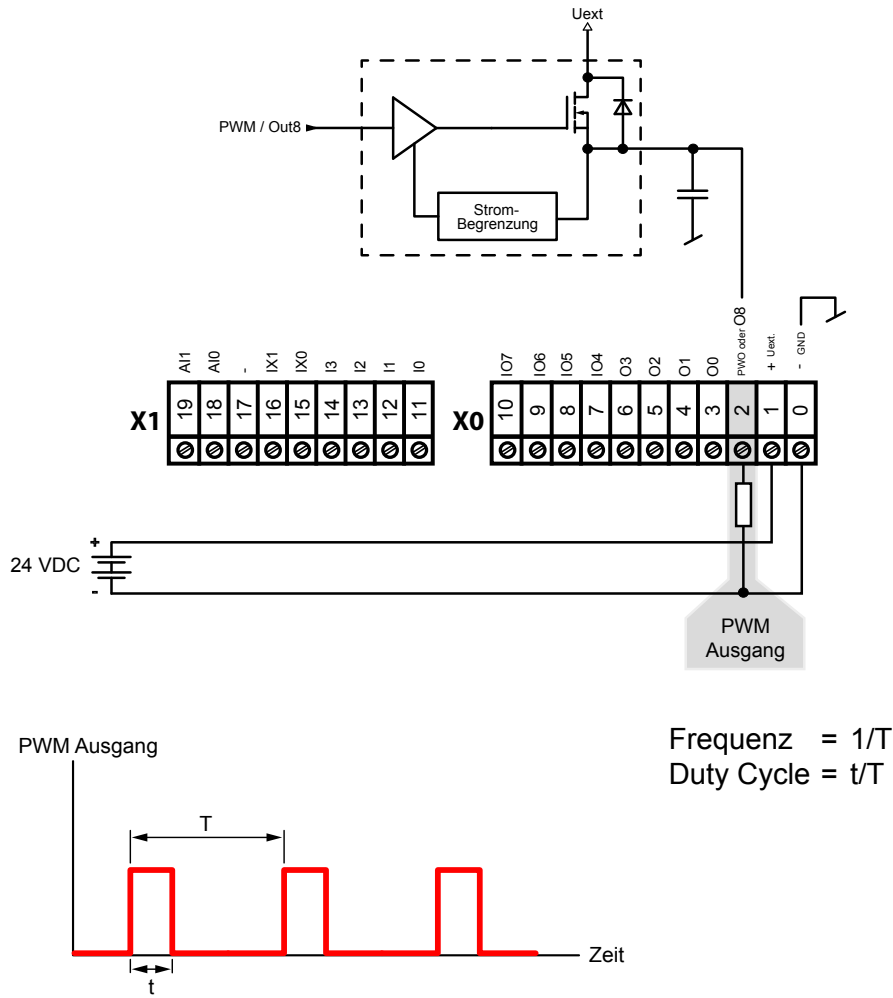 Uext
PWM / Out8
Strom-
Begrenzung
AI1 AI0 - IX1 IX0 I3 I2 I1 I0
IO7 IO6 IO5 IO4 O3 O2 O1 O0 PWO oder O8 + Uext. - GND
X1 19 18 17 16 15 14 13 12 11
X0 10 9 8 7 6 5 4 3 2 1 0
+
24 VDC
-
PWM
Ausgang
Frequenz = 1/T
Duty Cycle = t/T
PWM Ausgang
T
Zeit
t